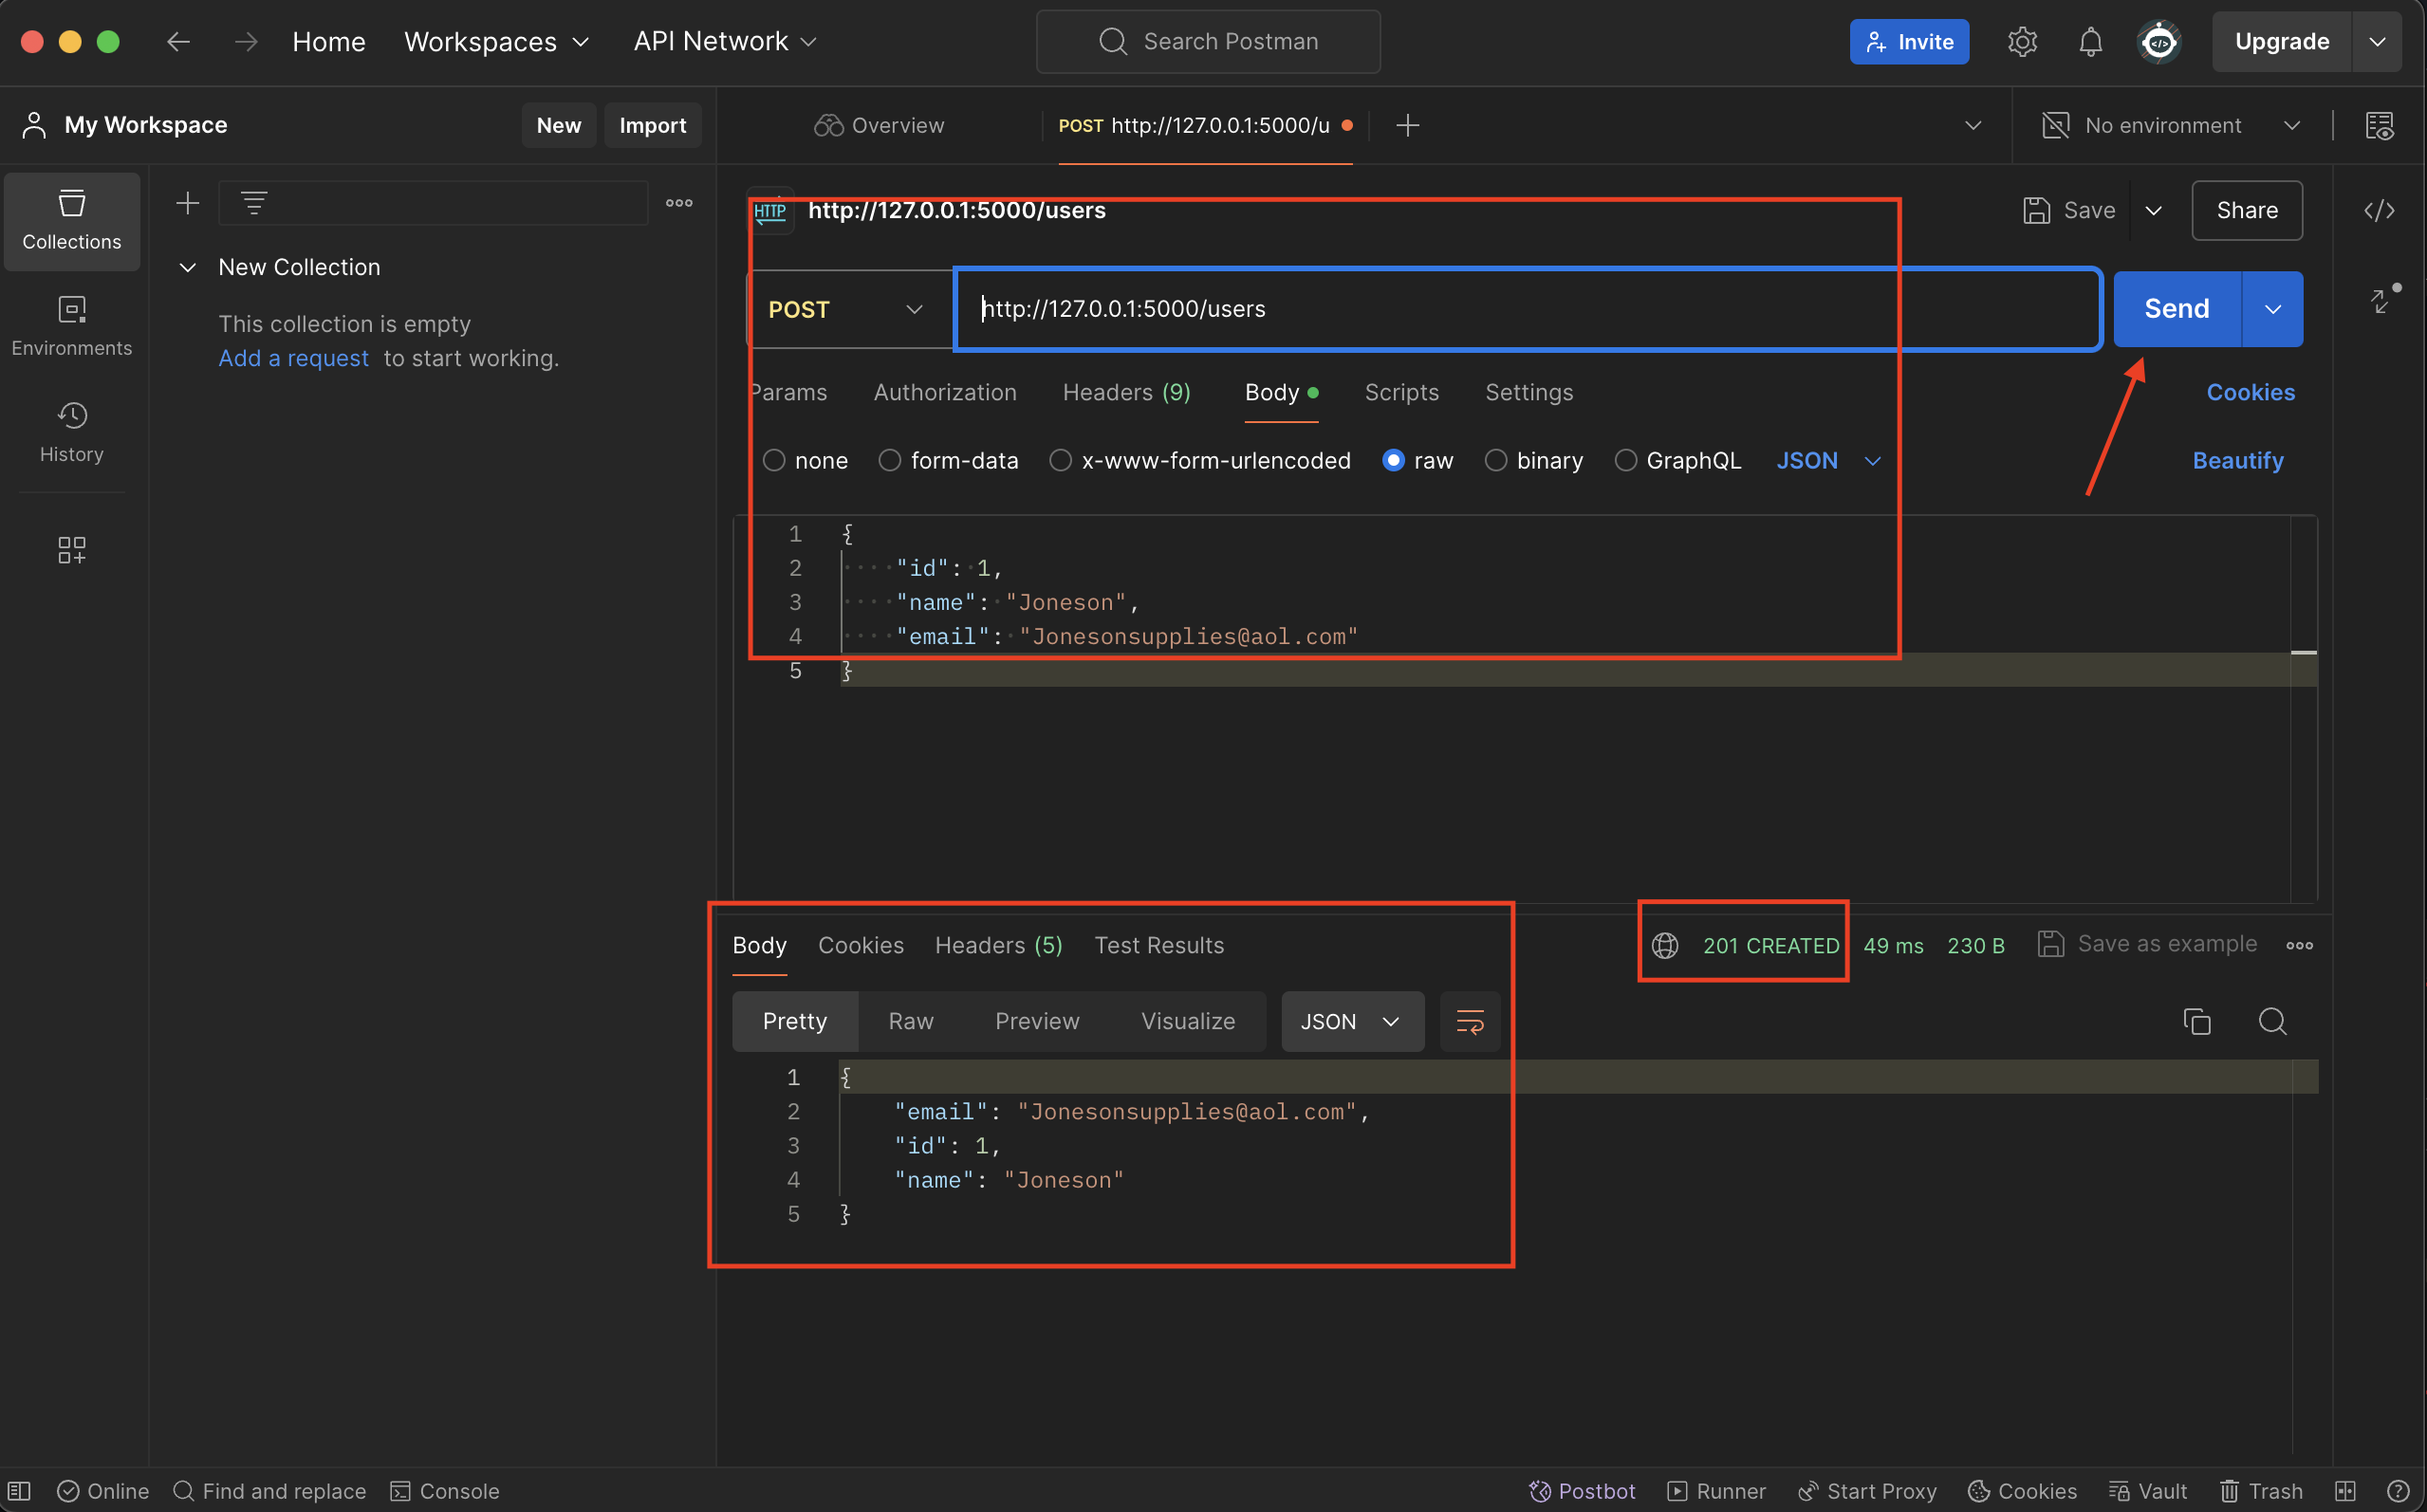 Home Workspaces API Network Search Postman Invite Upgrade
My Workspace New Import Overview POST http://127.0.0.1:5000/u No environment
Collections
Environments
History
New Collection
This collection is empty
Add a request to start working.
HTTP http://127.0.0.1:5000/users Save Share
POST http://127.0.0.1:5000/users Send
Params Authorization Headers (9) Body Scripts Settings Cookies
none form-data x-www-form-urlencoded raw binary GraphQL JSON Beautify
1 {
2 "id": 1,
3 "name": "Joneson",
4 "email": "Jonesonsupplies@aol.com"
5 }
Body Cookies Headers (5) Test Results 201 CREATED 49 ms 230 B Save as example
Pretty Raw Preview Visualize JSON
1 {
2 "email": "Jonesonsupplies@aol.com",
3 "id": 1,
4 "name": "Joneson"
5 }
Online Find and replace Console Postbot Runner Start Proxy Cookies Vault Trash